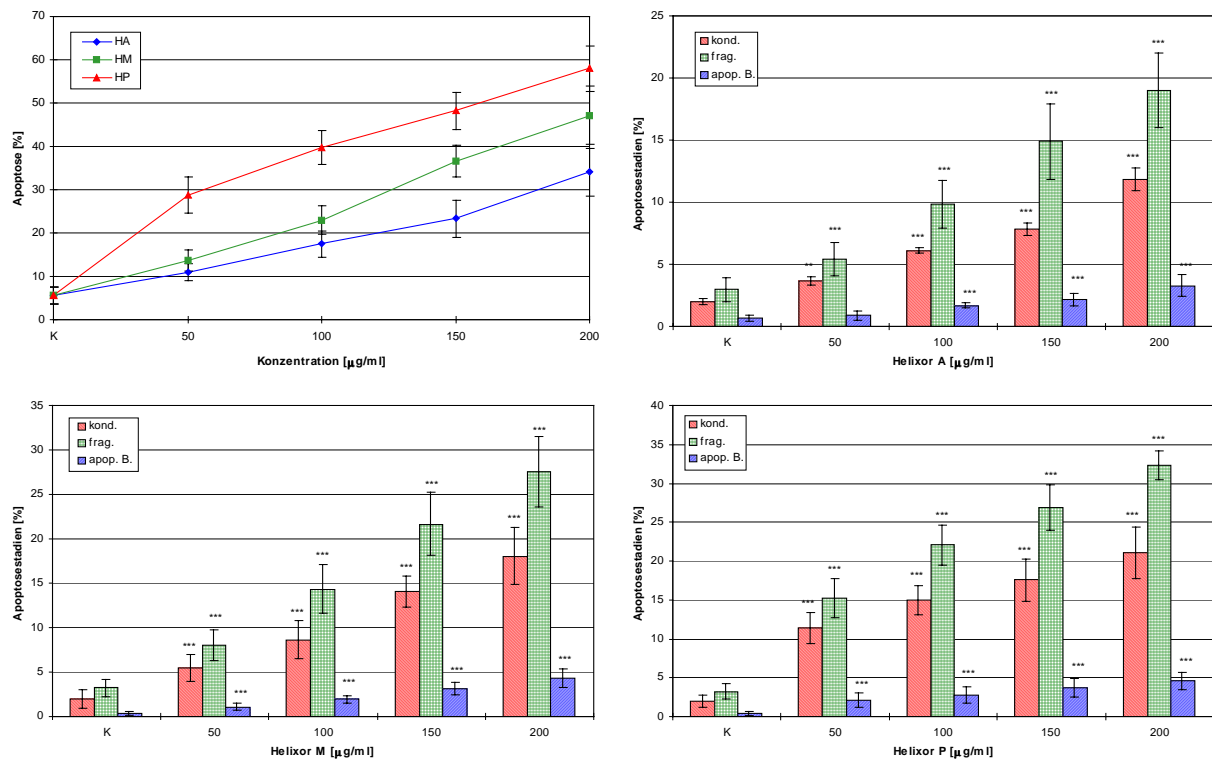 70
60
50
40
30
20
10
0
Apoptose [%]
HA
HM
HP
K 50 100 150 200
Konzentration [µg/ml]
25
20
15
10
5
0
Apoptosestadien [%]
kond.
frag.
apop. B.
** ***
*** *** ***
*** *** ***
*** *** ***
K 50 100 150 200
Helixor A [µg/ml]
35
30
25
20
15
10
5
0
Apoptosestadien [%]
kond.
frag.
apop. B.
*** *** ***
*** *** ***
*** *** ***
*** *** ***
K 50 100 150 200
Helixor M [µg/ml]
40
35
30
25
20
15
10
5
0
Apoptosestadien [%]
kond.
frag.
apop. B.
*** *** ***
*** *** ***
*** *** ***
*** *** ***
K 50 100 150 200
Helixor P [µg/ml]